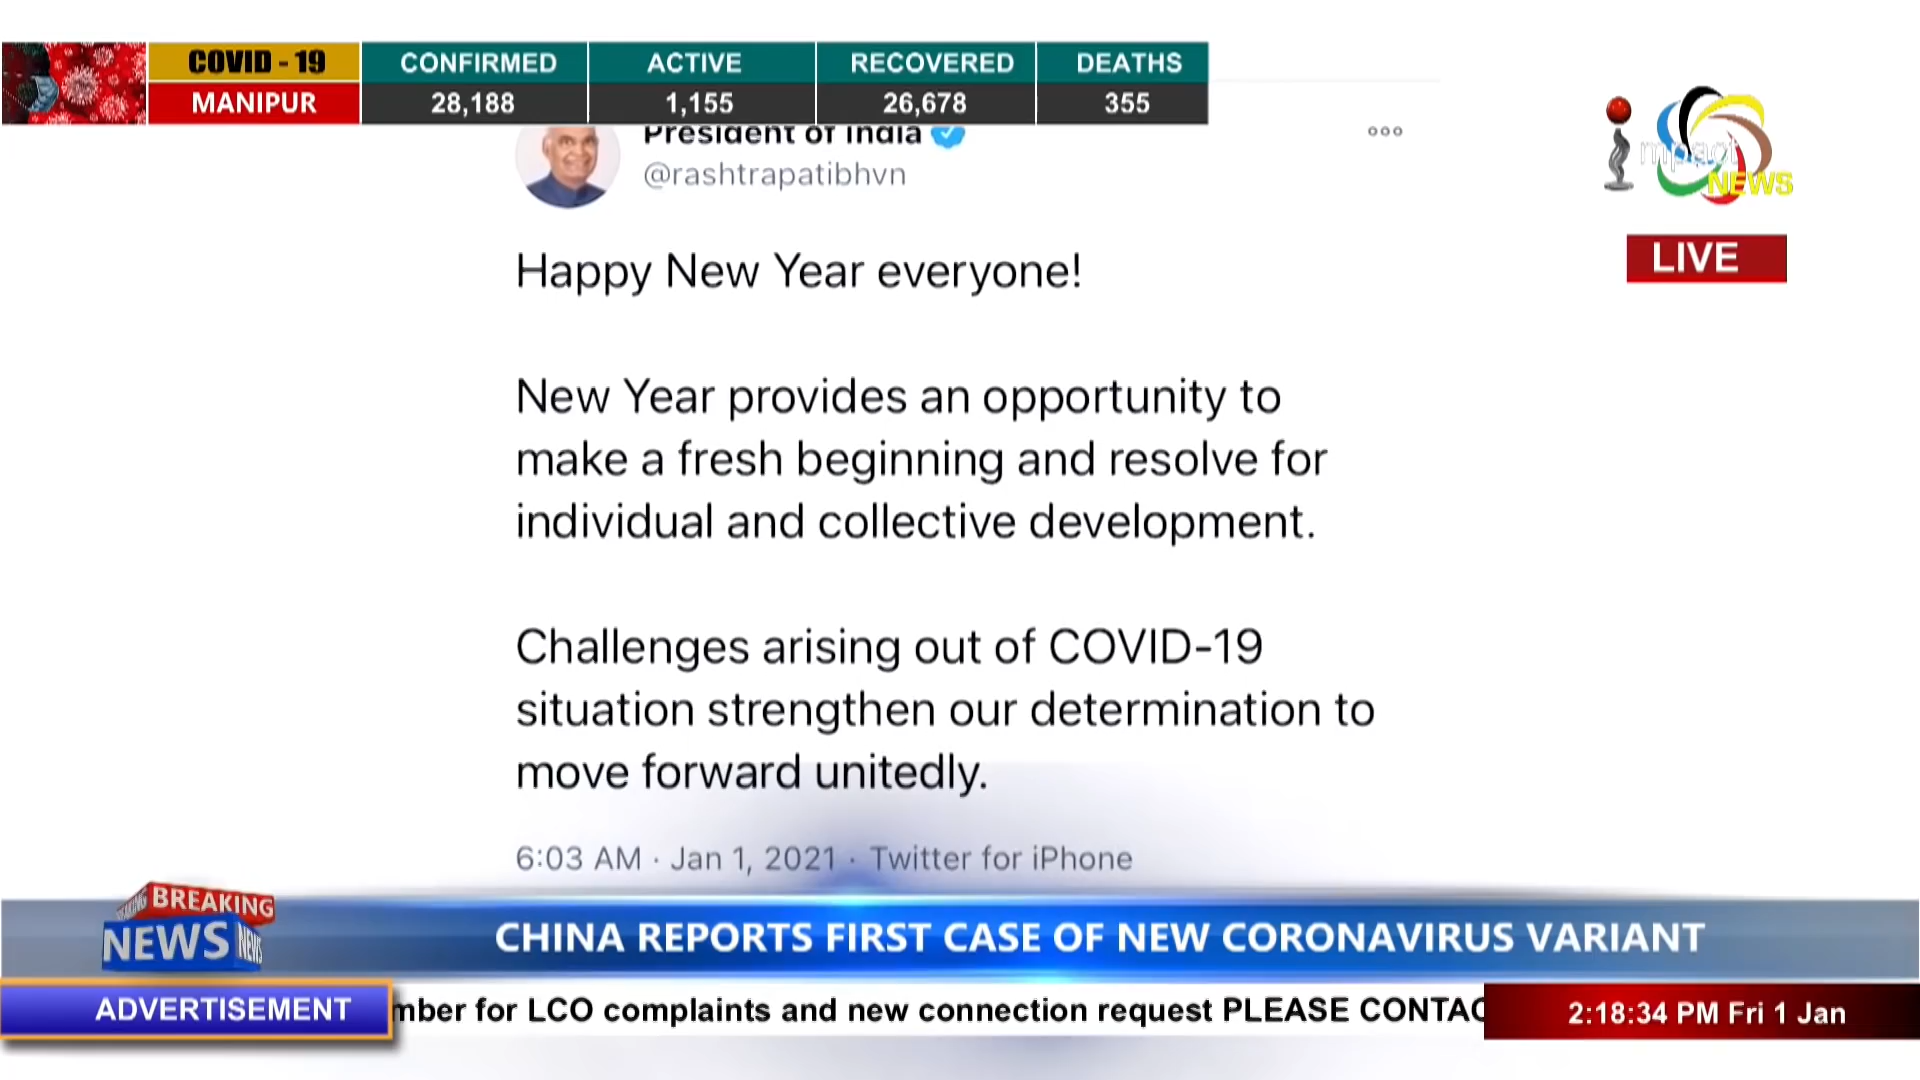 COVID - 19
MANIPUR
CONFIRMED
28,188
ACTIVE
1,155
RECOVERED
26,678
DEATHS
355
President of India
@rashtrapatibhvn
impact
NEWS
LIVE
Happy New Year everyone!
New Year provides an opportunity to
make a fresh beginning and resolve for
individual and collective development.
Challenges arising out of COVID-19
situation strengthen our determination to
move forward unitedly.
6:03 AM · Jan 1, 2021 · Twitter for iPhone
BREAKING
NEWS NEWS
CHINA REPORTS FIRST CASE OF NEW CORONAVIRUS VARIANT
ADVERTISEMENT
mber for LCO complaints and new connection request PLEASE CONTAC
2:18:34 PM Fri 1 Jan